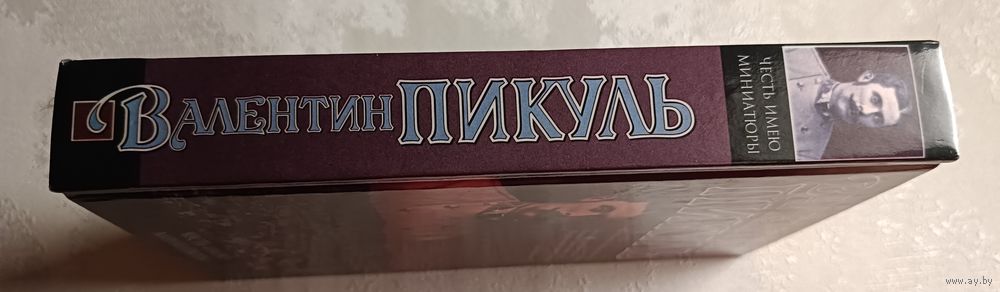 ВАЛЕНТИН ПИКУЛЬ
ЧЕСТЬ ИМЕЮ
МИНИАТЮРЫ
www.ay.by